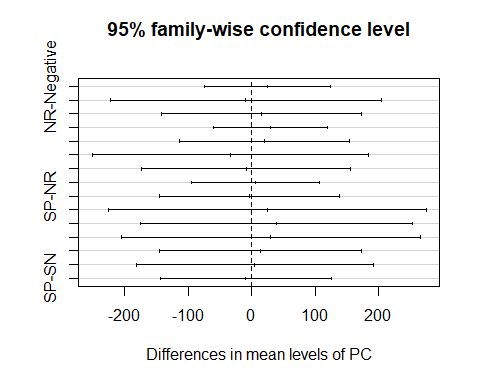 95% family-wise confidence level
NR-Negative
SP-NR
SP-SN
-200 -100 0 100 200
Differences in mean levels of PC